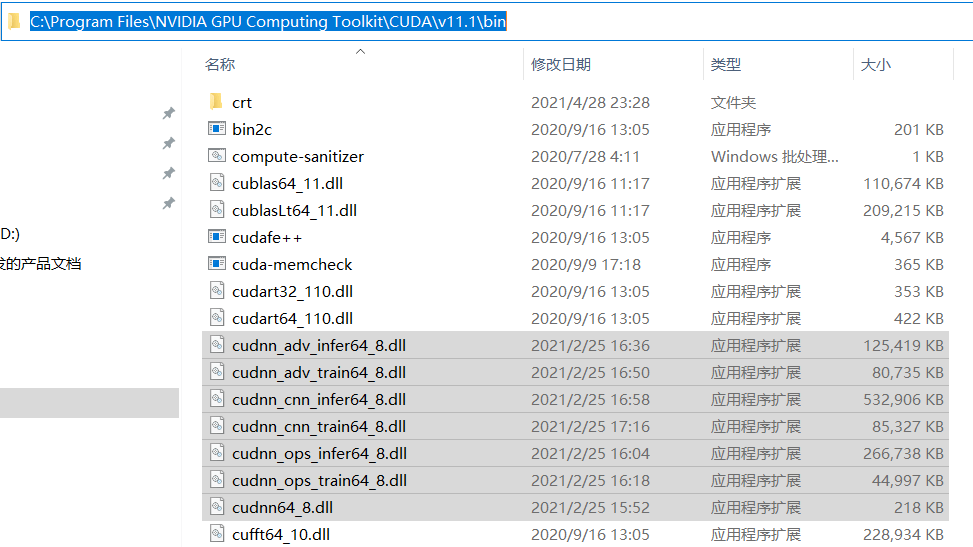 C:\Program Files\NVIDIA GPU Computing Toolkit\CUDA\v11.1\bin
名称 修改日期 类型 大小
crt 2021/4/28 23:28 文件夹
bin2c 2020/9/16 13:05 应用程序 201 KB
compute-sanitizer 2020/7/28 4:11 Windows 批处理... 1 KB
cublas64_11.dll 2020/9/16 11:17 应用程序扩展 110,674 KB
cublasLt64_11.dll 2020/9/16 11:17 应用程序扩展 209,215 KB
D:) cudafe++ 2020/9/16 13:05 应用程序 4,567 KB
发的产品文档 cuda-memcheck 2020/9/9 17:18 应用程序 365 KB
cudart32_110.dll 2020/9/16 13:05 应用程序扩展 353 KB
cudart64_110.dll 2020/9/16 13:05 应用程序扩展 422 KB
cudnn_adv_infer64_8.dll 2021/2/25 16:36 应用程序扩展 125,419 KB
cudnn_adv_train64_8.dll 2021/2/25 16:50 应用程序扩展 80,735 KB
cudnn_cnn_infer64_8.dll 2021/2/25 16:58 应用程序扩展 532,906 KB
cudnn_cnn_train64_8.dll 2021/2/25 17:16 应用程序扩展 85,327 KB
cudnn_ops_infer64_8.dll 2021/2/25 16:04 应用程序扩展 266,738 KB
cudnn_ops_train64_8.dll 2021/2/25 16:18 应用程序扩展 44,997 KB
cudnn64_8.dll 2021/2/25 15:52 应用程序扩展 218 KB
cufft64_10.dll 2020/9/16 13:05 应用程序扩展 228,934 KB